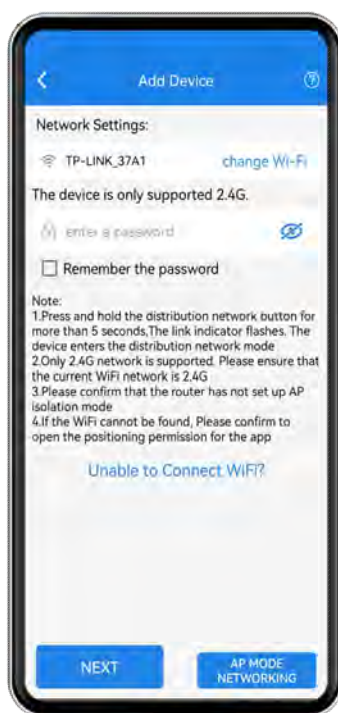 Add Device
Network Settings:
TP-LINK_37A1 change Wi-Fi
The device is only supported 2.4G.
enter a password
Remember the password
Note:
1.Press and hold the distribution network button for
more than 5 seconds,The link indicator flashes. The
device enters the distribution network mode
2.Only 2.4G network is supported. Please ensure that
the current WiFi network is 2.4G
3.Please confirm that the router has not set up AP
isolation mode
4.If the WiFi cannot be found, Please confirm to
open the positioning permission for the app
Unable to Connect WiFi?
NEXT
AP MODE
NETWORKING